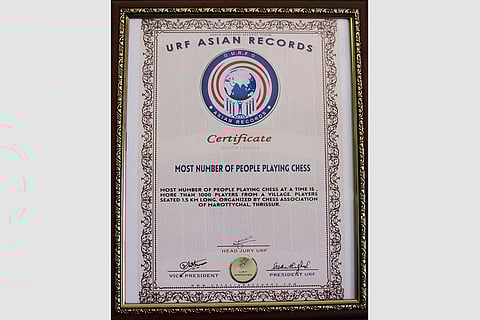 URF ASIAN RECORDS
O.U.R.F.C
ASIAN RECORDS
Certificate
MOST NUMBER OF PEOPLE PLAYING CHESS
MOST NUMBER OF PEOPLE PLAYING CHESS AT A TIME IS ,
MORE THAN 1000 PLAYERS FROM A VILLAGE. PLAYERS
SEATED 1.5 KM LONG. ORGANIZED BY CHESS ASSOCIATION
OF MAROTTYCHAL, THRISSUR.
HEAD JURY URF
VICE PRESIDENT
PRESIDENT URF